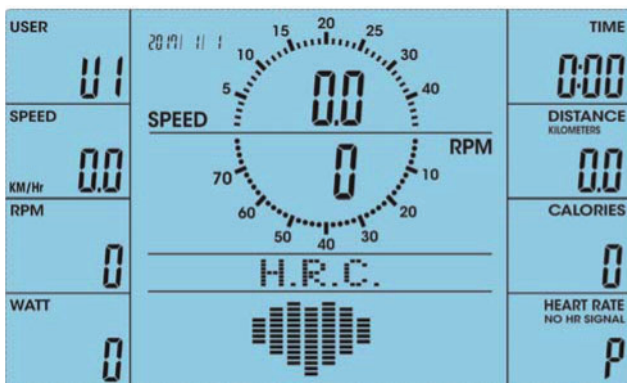 USER
U1
SPEED
KM/Hr 0.0
RPM
0
WATT
0
2017/ 1/ 1
5 10 15 20 25 30 40
SPEED 0.0
0 RPM
70 60 50 40 30 20 10
H.R.C.
TIME
0:00
DISTANCE
KILOMETERS
0.0
CALORIES
0
HEART RATE
NO HR SIGNAL
P